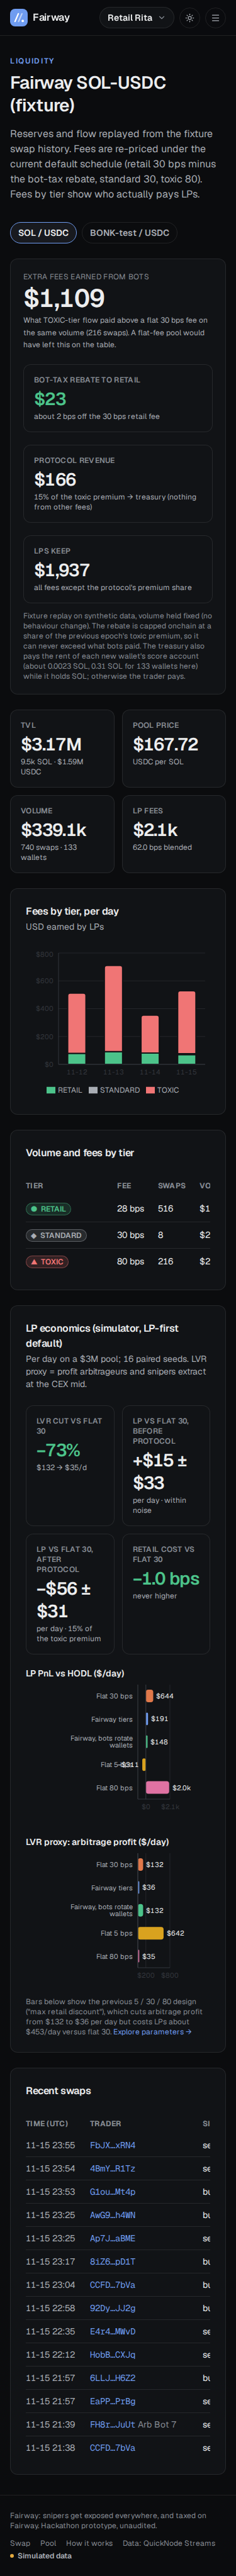 Fairway
Retail Rita
LIQUIDITY
Fairway SOL-USDC
(fixture)
Reserves and flow replayed from the fixture
swap history. Fees are re-priced under the
current default schedule (retail 30 bps minus
the bot-tax rebate, standard 30, toxic 80).
Fees by tier show who actually pays LPs.
SOL / USDC
BONK-test / USDC
EXTRA FEES EARNED FROM BOTS
$1,109
What TOXIC-tier flow paid above a flat 30 bps fee on
the same volume (216 swaps). A flat-fee pool would
have left this on the table.
BOT-TAX REBATE TO RETAIL
$23
about 2 bps off the 30 bps retail fee
PROTOCOL REVENUE
$166
15% of the toxic premium → treasury (nothing
from other fees)
LPS KEEP
$1,937
all fees except the protocol's premium share
Fixture replay on synthetic data, volume held fixed (no
behaviour change). The rebate is capped onchain at a
share of the previous epoch's toxic premium, so it
can never exceed what bots paid. The treasury also
pays the rent of each new wallet's score account
(about 0.0023 SOL, 0.31 SOL for 133 wallets here)
while it holds SOL; otherwise the trader pays.
TVL
$3.17M
9.5k SOL · $1.59M
USDC
POOL PRICE
$167.72
USDC per SOL
VOLUME
$339.1k
740 swaps · 133
wallets
LP FEES
$2.1k
62.0 bps blended
Fees by tier, per day
USD earned by LPs
$800
$600
$400
$200
$0
11-12
11-13
11-14
11-15
RETAIL
STANDARD
TOXIC
Volume and fees by tier
TIER
FEE
SWAPS
VO
RETAIL
28 bps
516
$1
STANDARD
30 bps
8
$2
TOXIC
80 bps
216
$2
LP economics (simulator, LP-first
default)
Per day on a $3M pool; 16 paired seeds. LVR
proxy = profit arbitrageurs and snipers extract
at the CEX mid.
LVR CUT VS FLAT
30
−73%
$132 → $35/d
LP VS FLAT 30,
BEFORE
PROTOCOL
+$15 ±
$33
per day · within
noise
LP VS FLAT 30,
AFTER
PROTOCOL
−$56 ±
$31
per day · 15% of
the toxic premium
RETAIL COST VS
FLAT 30
−1.0 bps
never higher
LP PnL vs HODL ($/day)
Flat 30 bps
$644
Fairway tiers
$191
Fairway, bots rotate
wallets
$148
Flat 5
Flat 80 bps
$2.0k
$0
$2.1k
LVR proxy: arbitrage profit ($/day)
Flat 30 bps
$132
Fairway tiers
$36
Fairway, bots rotate
wallets
$132
Flat 5 bps
$642
Flat 80 bps
$35
$200
$800
Bars below show the previous 5 / 30 / 80 design
("max retail discount"), which cuts arbitrage profit
from $132 to $36 per day but costs LPs about
$453/day versus flat 30. Explore parameters →
Recent swaps
TIME (UTC)
TRADER
SI
11-15 23:55
FbJX…xRN4
se
11-15 23:54
4BmY…R1Tz
se
11-15 23:53
G1ou…Mt4p
bu
11-15 23:25
AwG9…h4WN
bu
11-15 23:25
Ap7J…aBME
se
11-15 23:17
8iZ6…pD1T
bu
11-15 23:04
CCFD…7bVa
se
11-15 22:58
92Dy…JJ2g
bu
11-15 22:35
E4r4…MWvD
se
11-15 22:12
HobB…CXJq
se
11-15 21:57
6LLJ…H6Z2
bu
11-15 21:57
EaPP…PrBg
se
11-15 21:39
FH8r…JuUt Arb Bot 7
se
11-15 21:38
CCFD…7bVa
se
Fairway: snipers get exposed everywhere, and taxed on
Fairway. Hackathon prototype, unaudited.
Swap
Pool
How it works
Data: QuickNode Streams
Simulated data